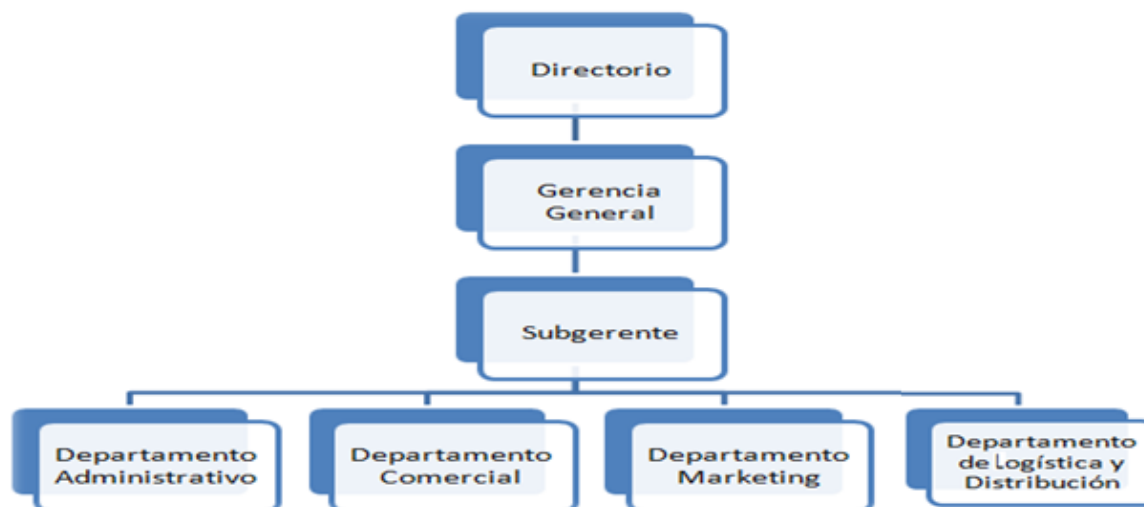 Directorio
Gerencia
General
Subgerente
Departamento
Administrativo
Departamento
Comercial
Departamento
Marketing
Departamento
de Logística y
Distribución